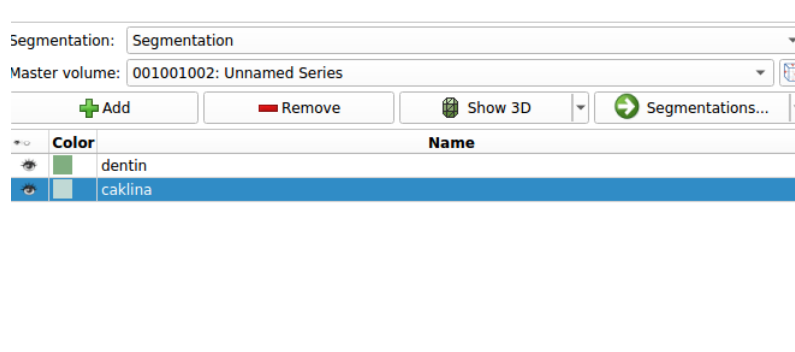 Segmentation: Segmentation
Master volume: 001001002: Unnamed Series
Add Remove Show 3D Segmentations...
Color Name
dentin
caklina